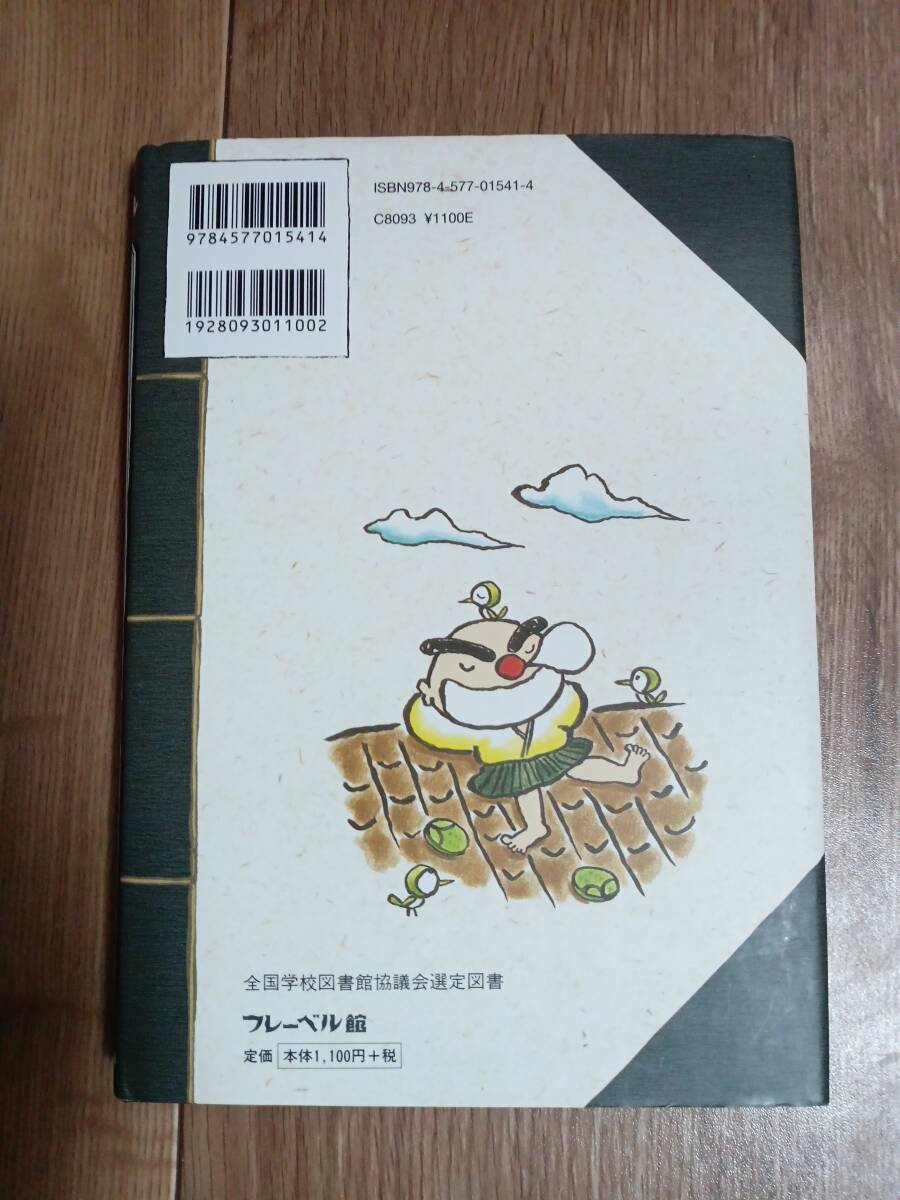 9784577015414
1928093011002
ISBN978-4-577-01541-4
C8093 ¥1100E
全国学校図書館協議会選定図書
フレーベル館
定価 本体1,100円+税